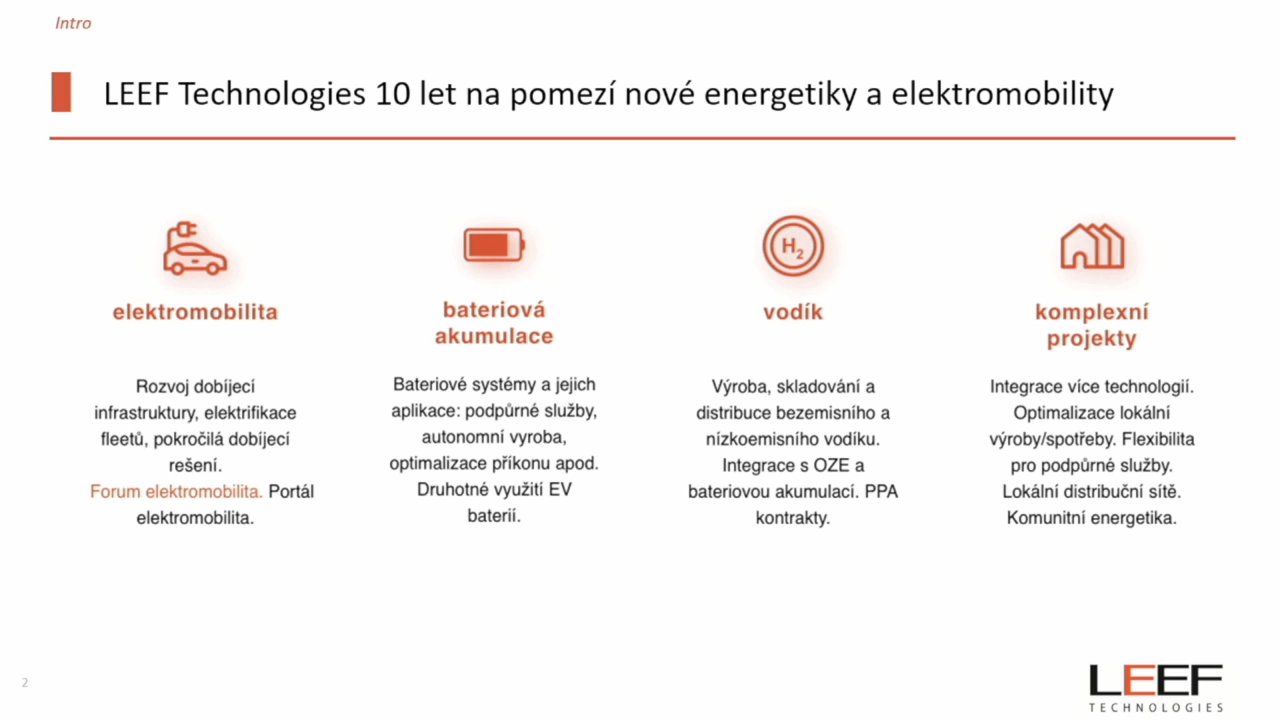 Intro
LEEF Technologies 10 let na pomezí nové energetiky a elektromobility
elektromobilita
Rozvoj dobíjecí
infrastruktury, elektrifikace
fleetů, pokročilá dobíjecí
řešení.
Forum elektromobilita. Portál
elektromobilita.
bateriová
akumulace
Bateriové systémy a jejich
aplikace: podpůrné služby,
autonomní vyroba,
optimalizace příkonu apod.
Druhotné využití EV
baterií.
H2
vodík
Výroba, skladování a
distribuce bezemisního a
nízkoemisního vodíku.
Integrace s OZE a
bateriovou akumulací. PPA
kontrakty.
komplexní
projekty
Integrace více technologií.
Optimalizace lokální
výroby/spotřeby. Flexibilita
pro podpůrné služby.
Lokální distribuční sítě.
Komunitní energetika.
2
LEEF
TECHNOLOGIES